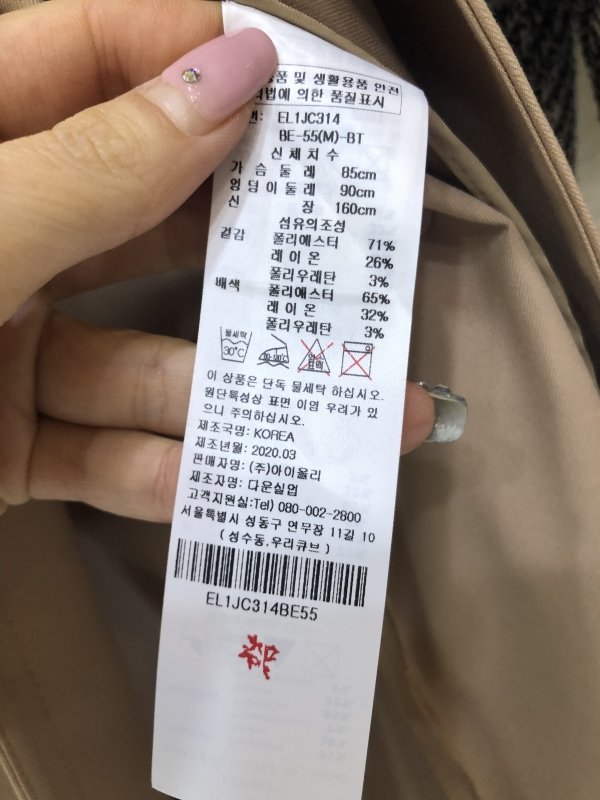 품 및 생활용품 안전
법에 의한 품질표시
EL1JC314
BE-55(M)-BT
신체치수
가슴둘레 85cm
엉덩이둘레 90cm
신장 160cm
섬유의조성
겉감 폴리에스터 71%
레이온 26%
폴리우레탄 3%
배색 폴리에스터 65%
레이온 32%
폴리우레탄 3%
물세탁
30°C
이 상품은 단독 물세탁 하십시오.
원단특성상 표면 이염 우려가 있
으니 주의하십시오.
제조국명: KOREA
제조년월: 2020.03
판매자명: (주)아이올리
제조자명: 다운실업
고객지원실:Tel) 080-002-2800
서울특별시 성동구 연무장 11길 10
(성수동,우리큐브)
EL1JC314BE55